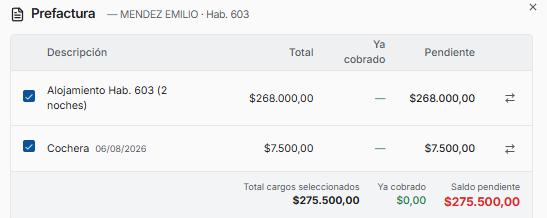 Prefactura — MENDEZ EMILIO · Hab. 603 ×
Descripción Total Ya cobrado Pendiente
Alojamiento Hab. 603 (2 noches) $268.000,00 — $268.000,00
Cochera 06/08/2026 $7.500,00 — $7.500,00
Total cargos seleccionados Ya cobrado Saldo pendiente
$275.500,00 $0,00 $275.500,00